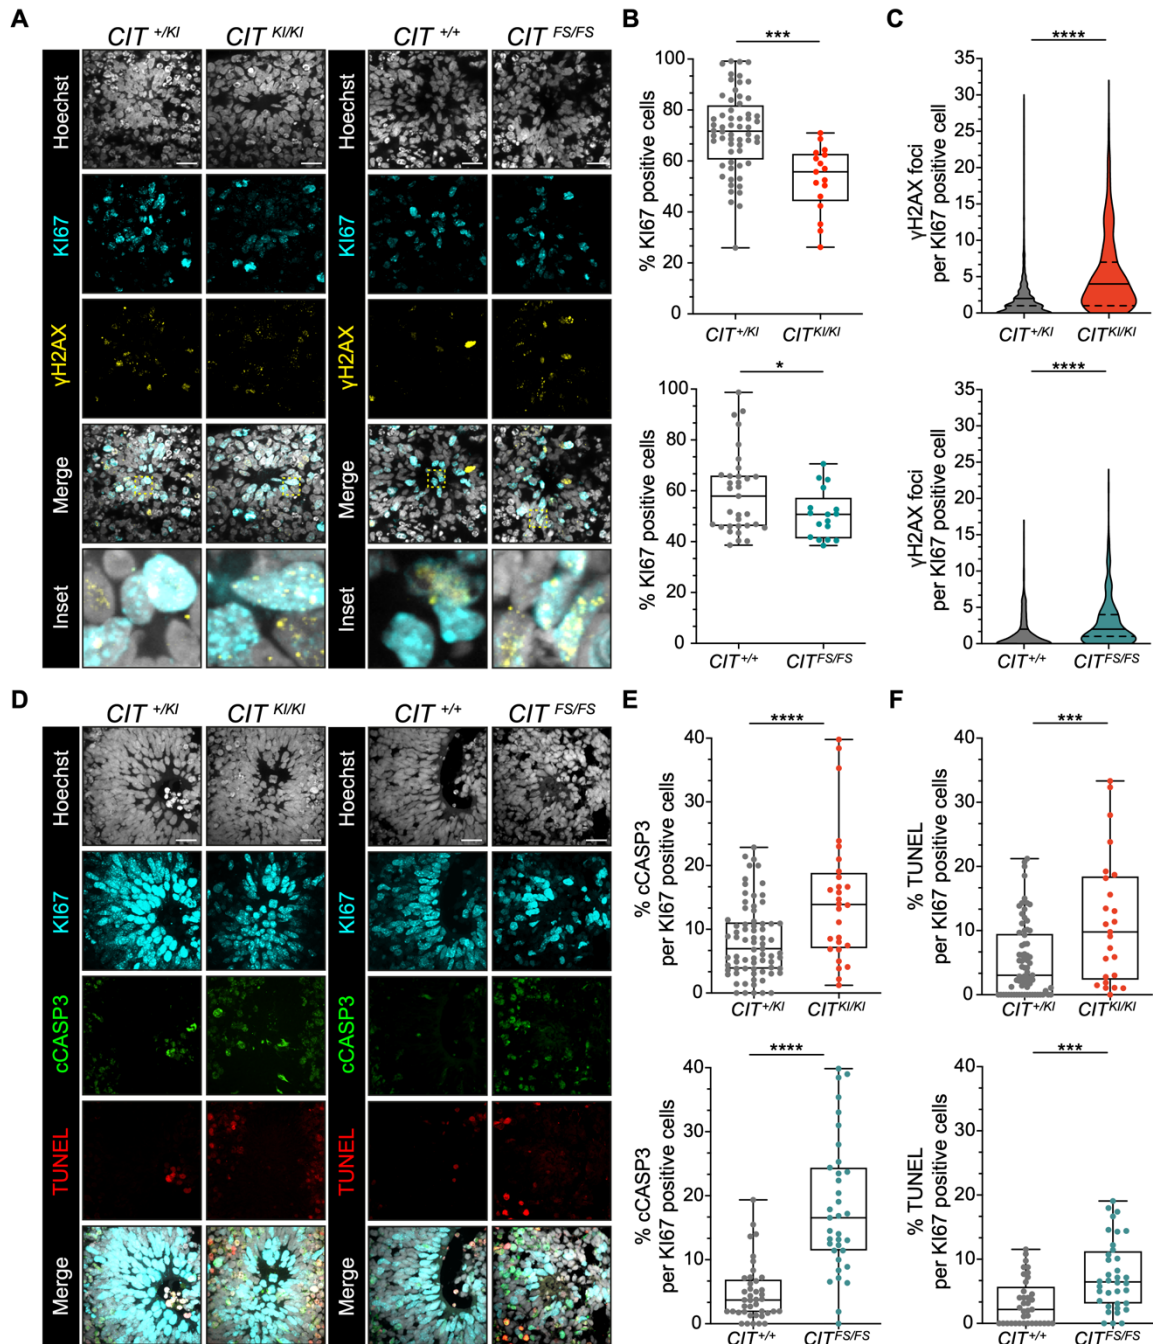 A
CIT +/KI
CIT KI/KI
CIT +/+
CIT FS/FS
Hoechst
KI67
γH2AX
Merge
Inset
Hoechst
KI67
γH2AX
Merge
Inset
B
***
% KI67 positive cells
100
80
60
40
20
0
CIT+/KI
CITKI/KI
*
% KI67 positive cells
100
80
60
40
20
0
CIT+/+
CITFS/FS
C
****
γH2AX foci
per KI67 positive cell
35
30
25
20
15
10
5
0
CIT+/KI
CITKI/KI
****
γH2AX foci
per KI67 positive cell
35
30
25
20
15
10
5
0
CIT+/+
CITFS/FS
D
CIT +/KI
CIT KI/KI
CIT +/+
CIT FS/FS
Hoechst
KI67
cCASP3
TUNEL
Merge
Hoechst
KI67
cCASP3
TUNEL
Merge
E
****
% cCASP3
per KI67 positive cells
40
30
20
10
0
CIT+/KI
CITKI/KI
****
% cCASP3
per KI67 positive cells
40
30
20
10
0
CIT+/+
CITFS/FS
F
***
% TUNEL
per KI67 positive cells
40
30
20
10
0
CIT+/KI
CITKI/KI
***
% TUNEL
per KI67 positive cells
40
30
20
10
0
CIT+/+
CITFS/FS